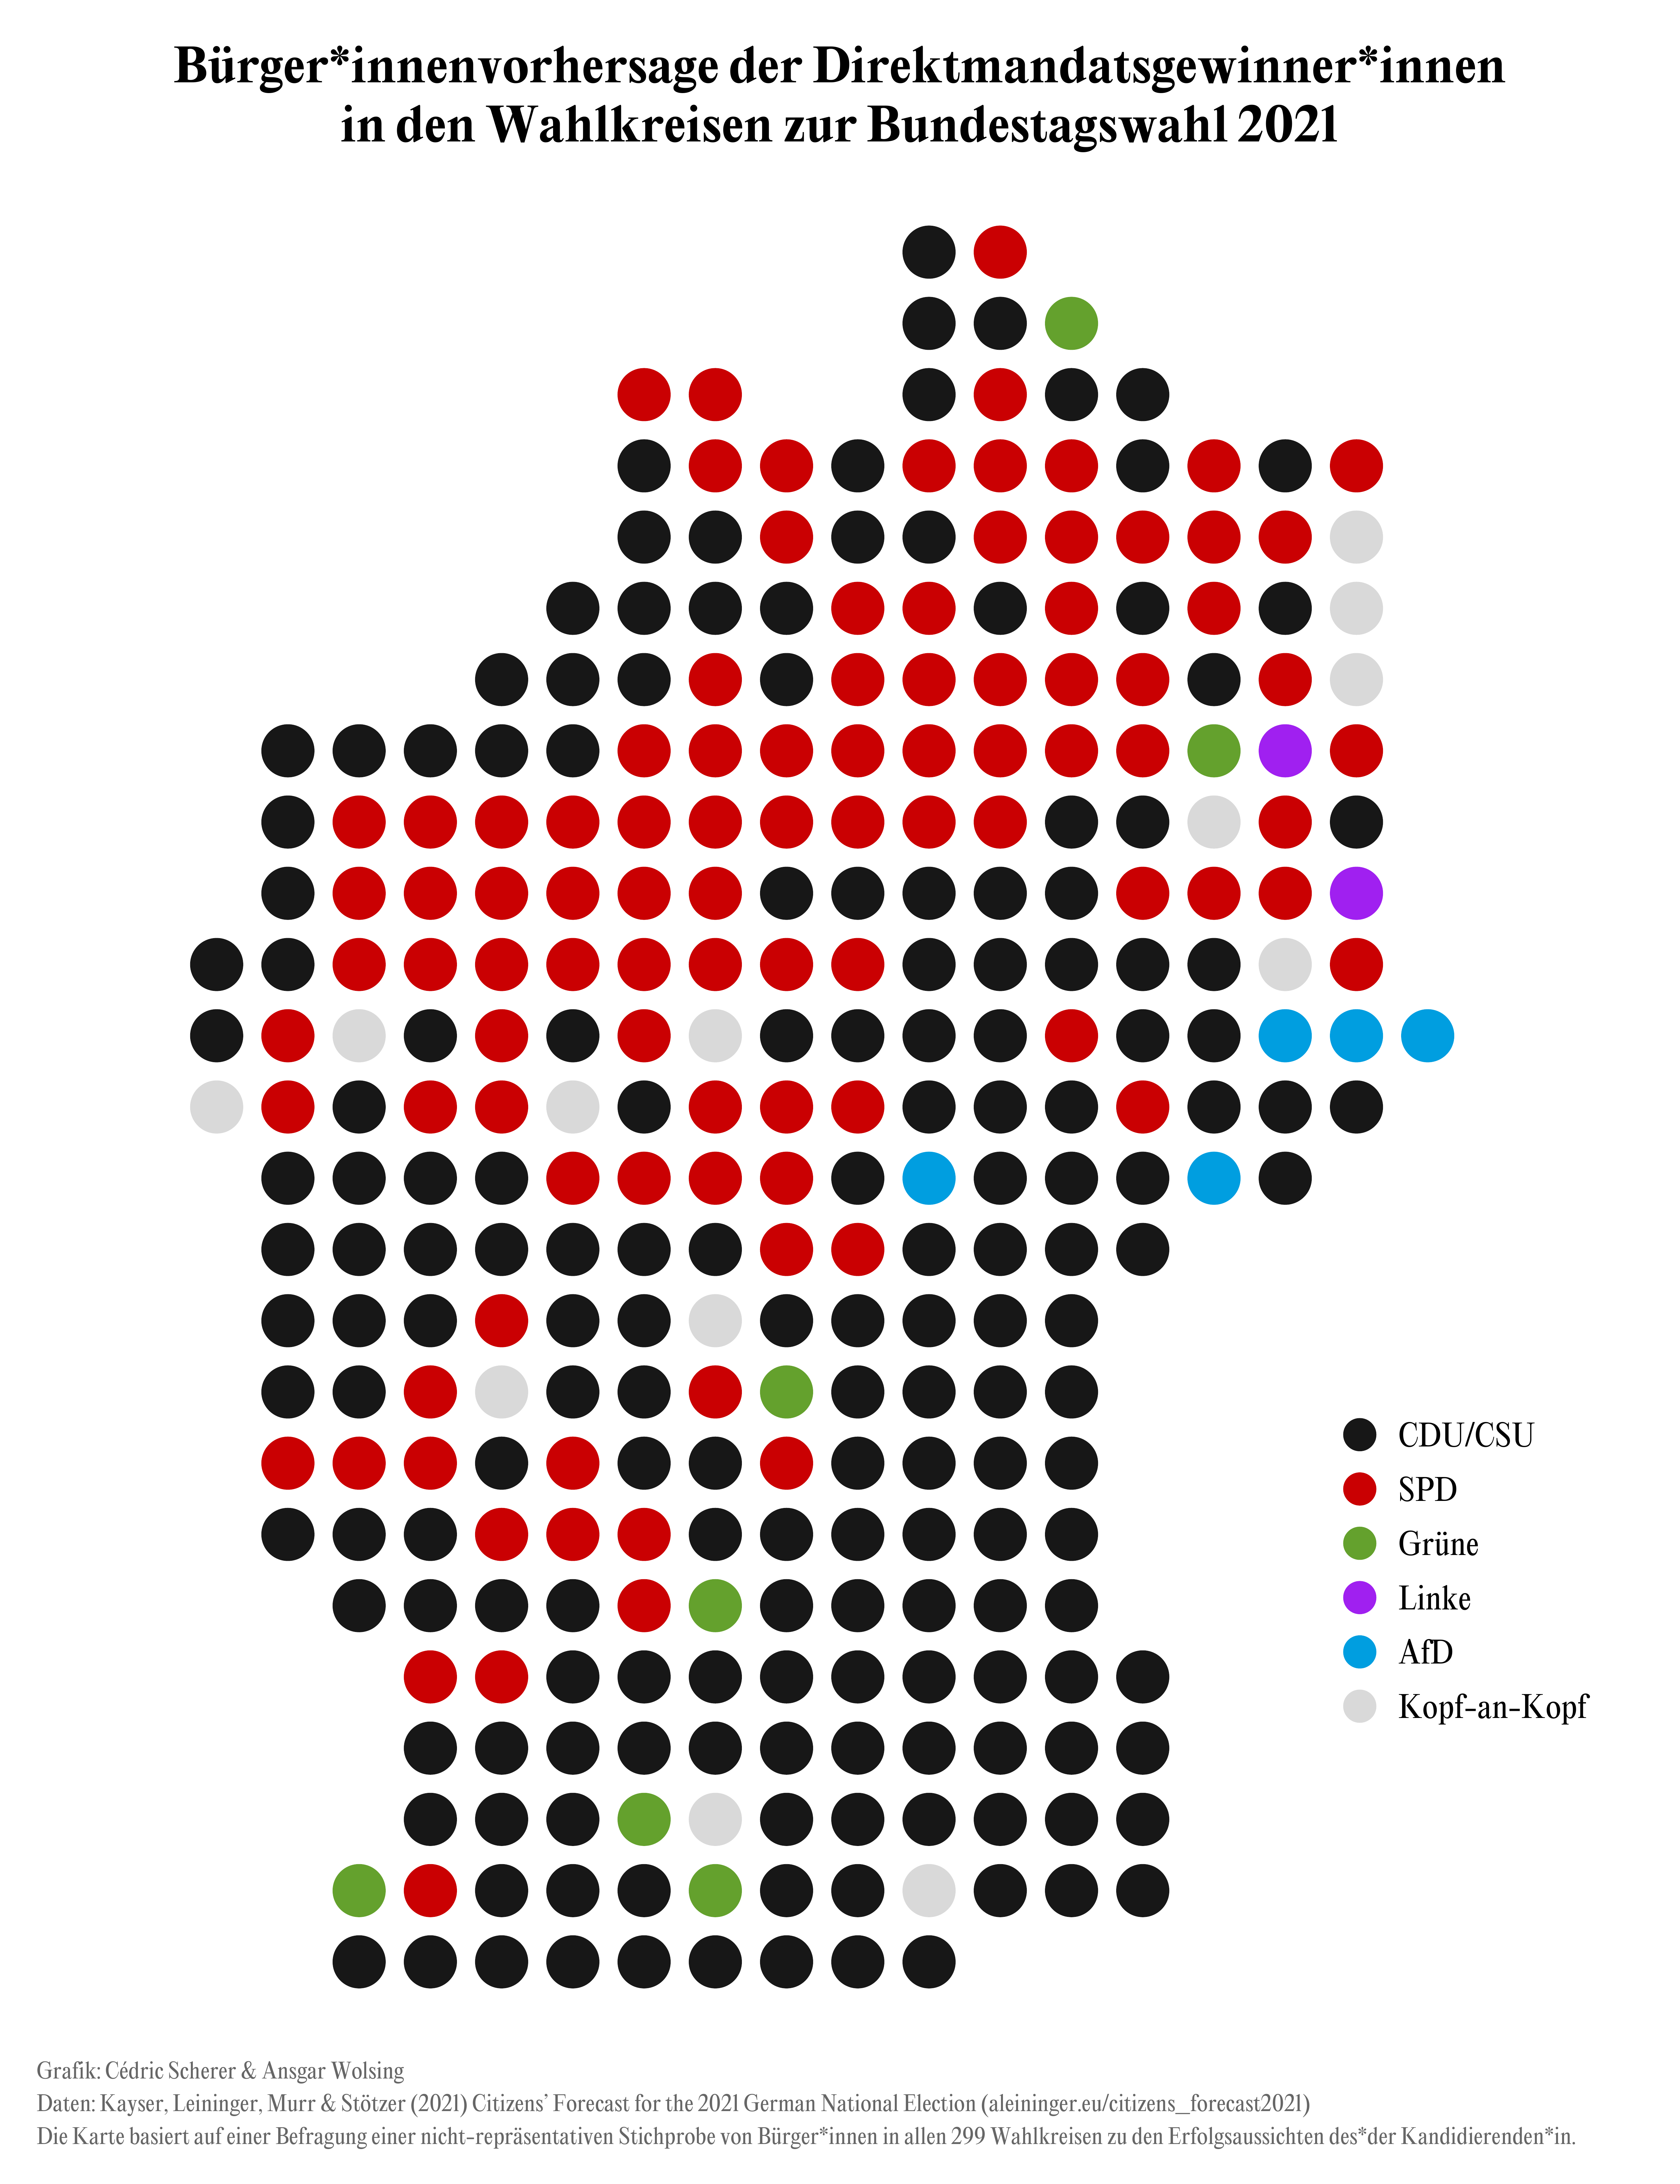 Bürger*innenvorhersage der Direktmandatsgewinner*innen
in den Wahlkreisen zur Bundestagswahl 2021
CDU/CSU
SPD
Grüne
Linke
AfD
Kopf-an-Kopf
Grafik: Cédric Scherer & Ansgar Wolsing
Daten: Kayser, Leininger, Murr & Stötzer (2021) Citizens’ Forecast for the 2021 German National Election (aleininger.eu/citizens_forecast2021)
Die Karte basiert auf einer Befragung einer nicht-repräsentativen Stichprobe von Bürger*innen in allen 299 Wahlkreisen zu den Erfolgsaussichten des*der Kandidierenden*in.